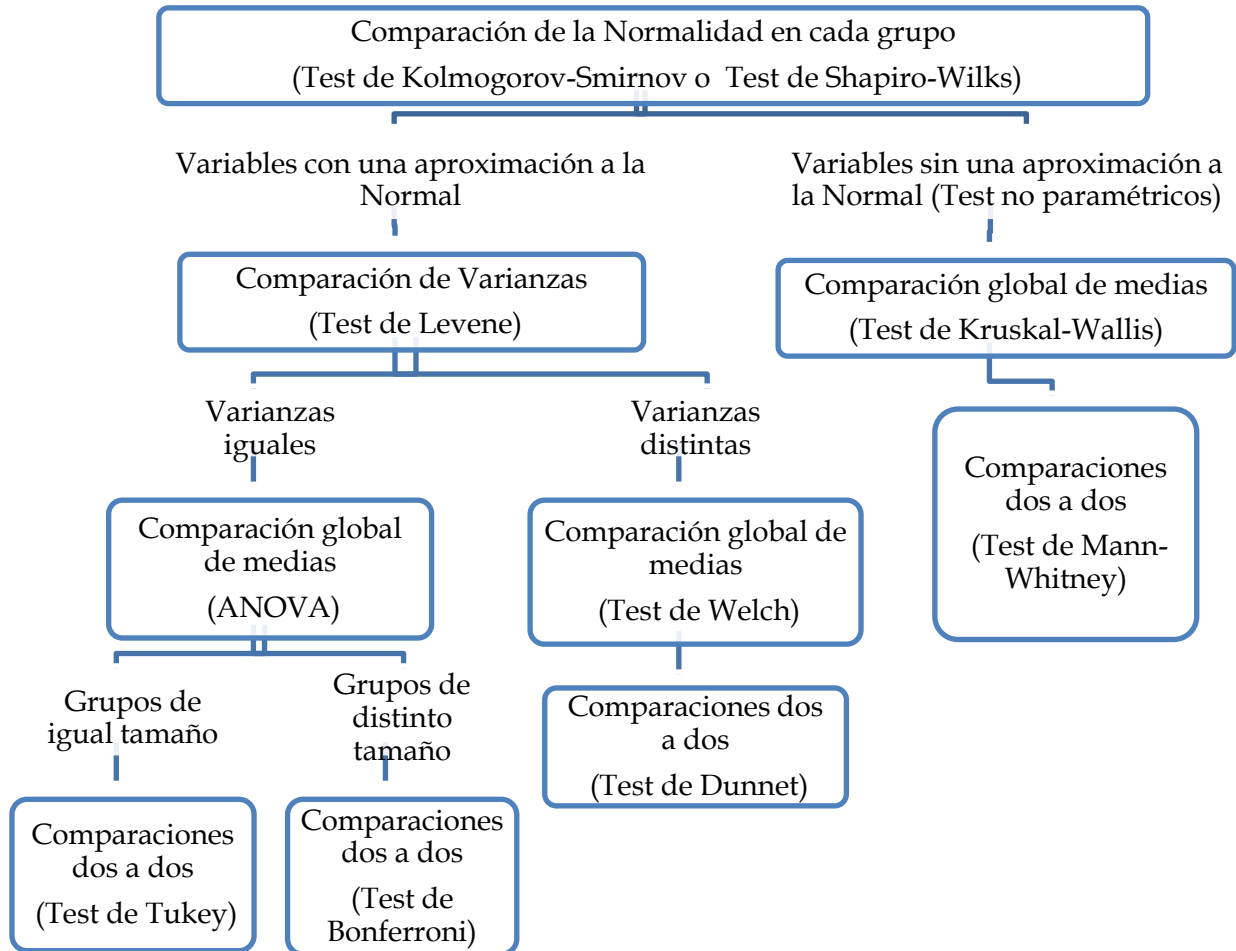 Comparación de la Normalidad en cada grupo
(Test de Kolmogorov-Smirnov o Test de Shapiro-Wilks)
Variables con una aproximación a la
Normal
Variables sin una aproximación a
la Normal (Test no paramétricos)
Comparación de Varianzas
(Test de Levene)
Comparación global de medias
(Test de Kruskal-Wallis)
Varianzas
iguales
Varianzas
distintas
Comparaciones
dos a dos
(Test de Mann-
Whitney)
Comparación global
de medias
(ANOVA)
Comparación global de
medias
(Test de Welch)
Grupos de
igual tamaño
Grupos de
distinto
tamaño
Comparaciones dos
a dos
(Test de Dunnet)
Comparaciones
dos a dos
(Test de Tukey)
Comparaciones
dos a dos
(Test de
Bonferroni)